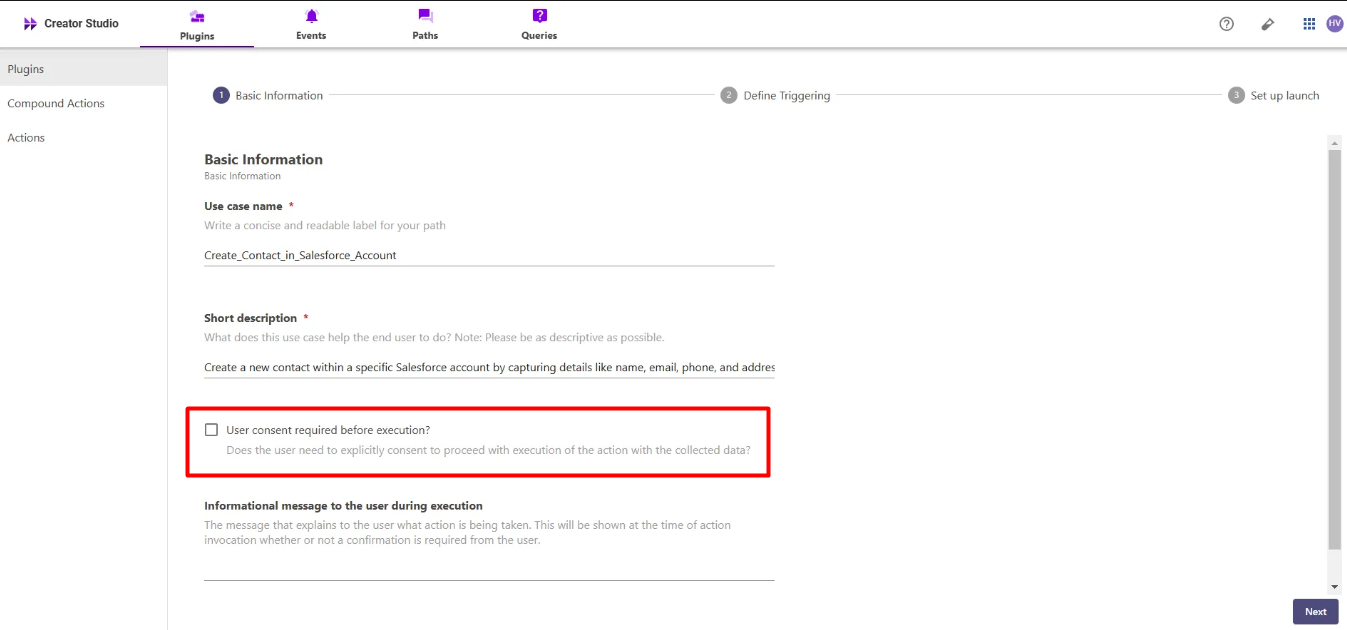 Creator Studio
Plugins
Events
Paths
Queries
HV
Plugins
Compound Actions
Actions
1 Basic Information
2 Define Triggering
3 Set up launch
Basic Information
Basic Information
Use case name *
Write a concise and readable label for your path
Create_Contact_in_Salesforce_Account
Short description *
What does this use case help the end user to do? Note: Please be as descriptive as possible.
Create a new contact within a specific Salesforce account by capturing details like name, email, phone, and addres
User consent required before execution?
Does the user need to explicitly consent to proceed with execution of the action with the collected data?
Informational message to the user during execution
The message that explains to the user what action is being taken. This will be shown at the time of action
invocation whether or not a confirmation is required from the user.
Next